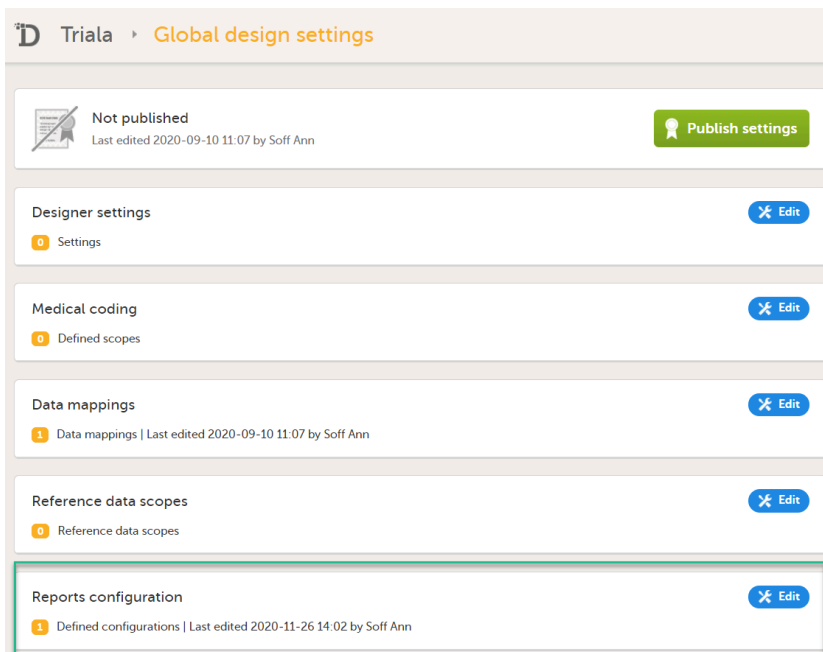 D Triala Global design settings
Not published
Last edited 2020-09-10 11:07 by Soff Ann
Publish settings
Designer settings
Edit
0 Settings
Medical coding
Edit
0 Defined scopes
Data mappings
Edit
1 Data mappings | Last edited 2020-09-10 11:07 by Soff Ann
Reference data scopes
Edit
0 Reference data scopes
Reports configuration
Edit
1 Defined configurations | Last edited 2020-11-26 14:02 by Soff Ann